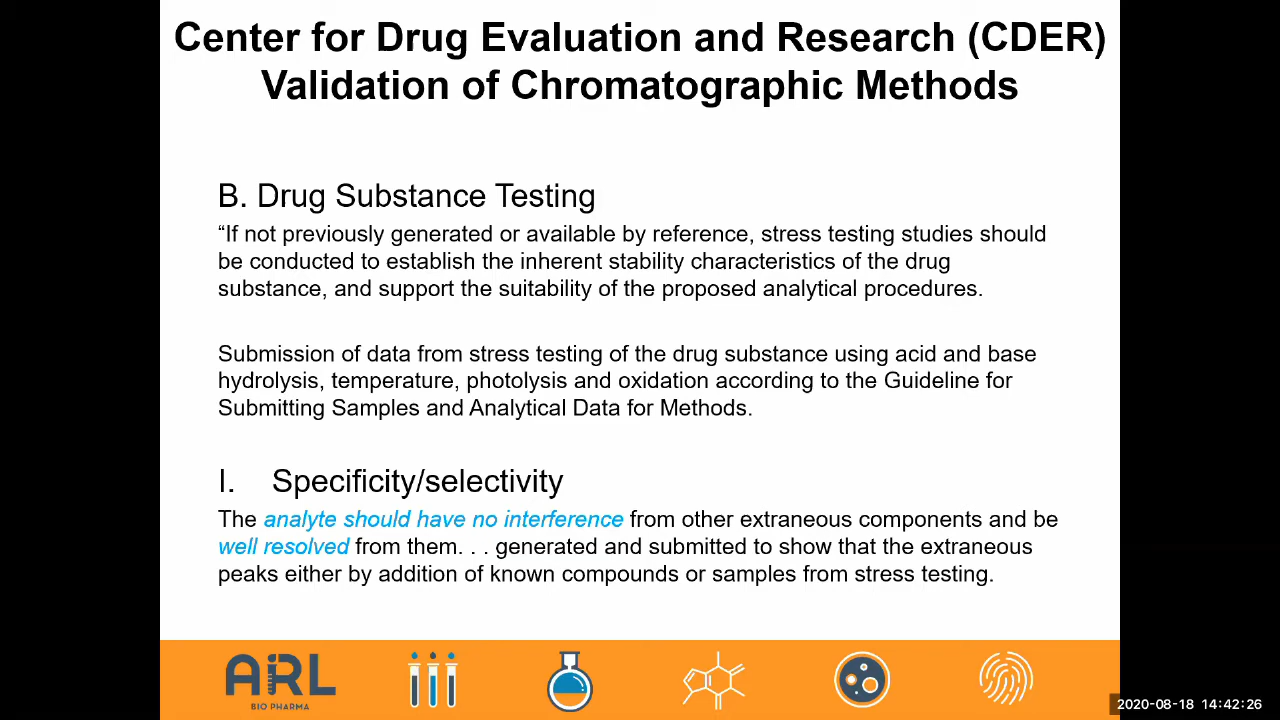 Center for Drug Evaluation and Research (CDER)
Validation of Chromatographic Methods
B. Drug Substance Testing
“If not previously generated or available by reference, stress testing studies should
be conducted to establish the inherent stability characteristics of the drug
substance, and support the suitability of the proposed analytical procedures.
Submission of data from stress testing of the drug substance using acid and base
hydrolysis, temperature, photolysis and oxidation according to the Guideline for
Submitting Samples and Analytical Data for Methods.
I. Specificity/selectivity
The analyte should have no interference from other extraneous components and be
well resolved from them. . . generated and submitted to show that the extraneous
peaks either by addition of known compounds or samples from stress testing.
ARL
BIO PHARMA
2020-08-18 14:42:26